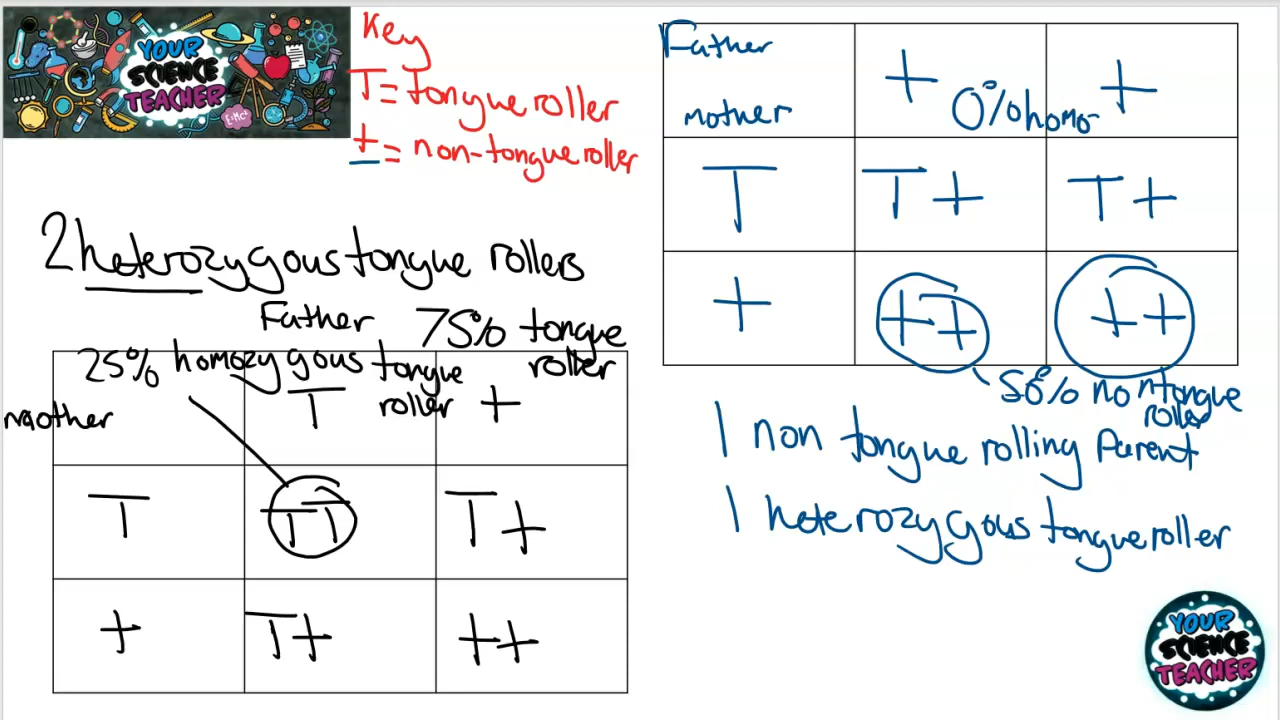 YOUR
SCIENCE
TEACHER
E=MC²
Key
T = tongue roller
t = non-tongue roller
2 heterozygous tongue rollers
Father 75% tongue roller
25% homozygous tongue roller
mother T t
T TT Tt
t Tt tt
Father
mother t t
0% homo-
T Tt Tt
t tt tt
50% non tongue roller
1 non tongue rolling Parent
1 heterozygous tongue roller
YOUR
SCIENCE
TEACHER